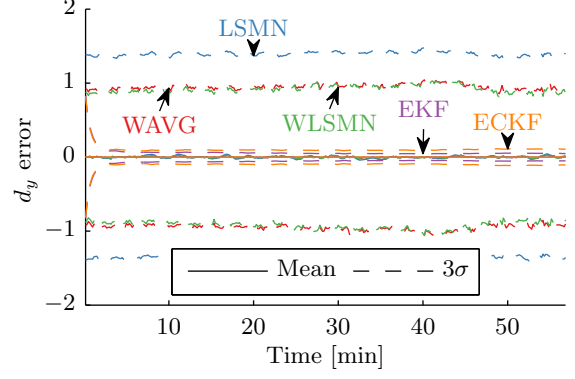 2
LSMN
1
WAVG
WLSMN
EKF
ECKF
0
−1
−2
d_y error
Mean
3σ
10
20
30
40
50
Time [min]